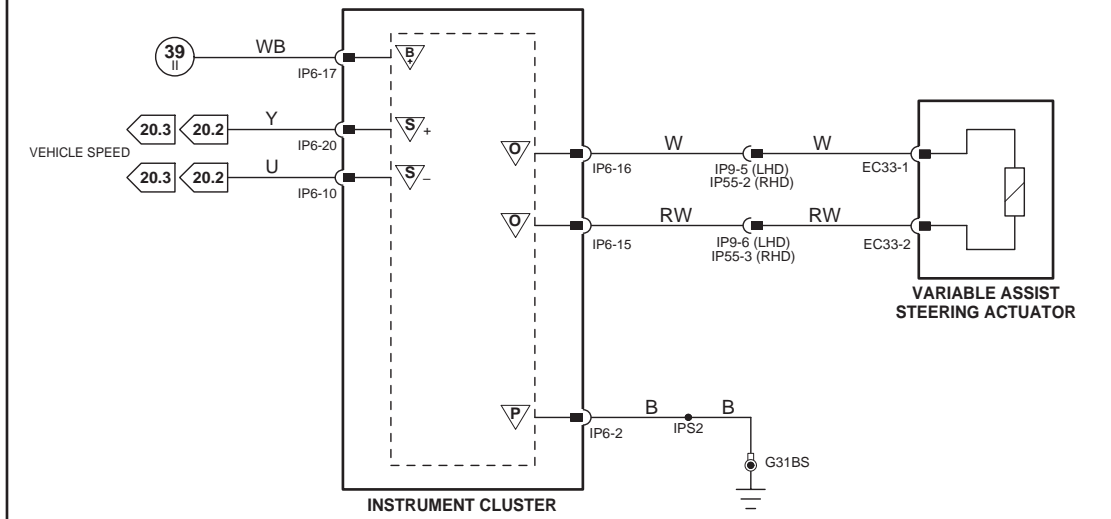 39
II
WB
IP6-17
B
+
20.3 20.2
Y
IP6-20
S
+
VEHICLE SPEED
20.3 20.2
U
IP6-10
S
–
O
IP6-16
W
IP9-5 (LHD)
IP55-2 (RHD)
W
EC33-1
O
IP6-15
RW
IP9-6 (LHD)
IP55-3 (RHD)
RW
EC33-2
VARIABLE ASSIST
STEERING ACTUATOR
P
IP6-2
B
IPS2
B
G31BS
INSTRUMENT CLUSTER